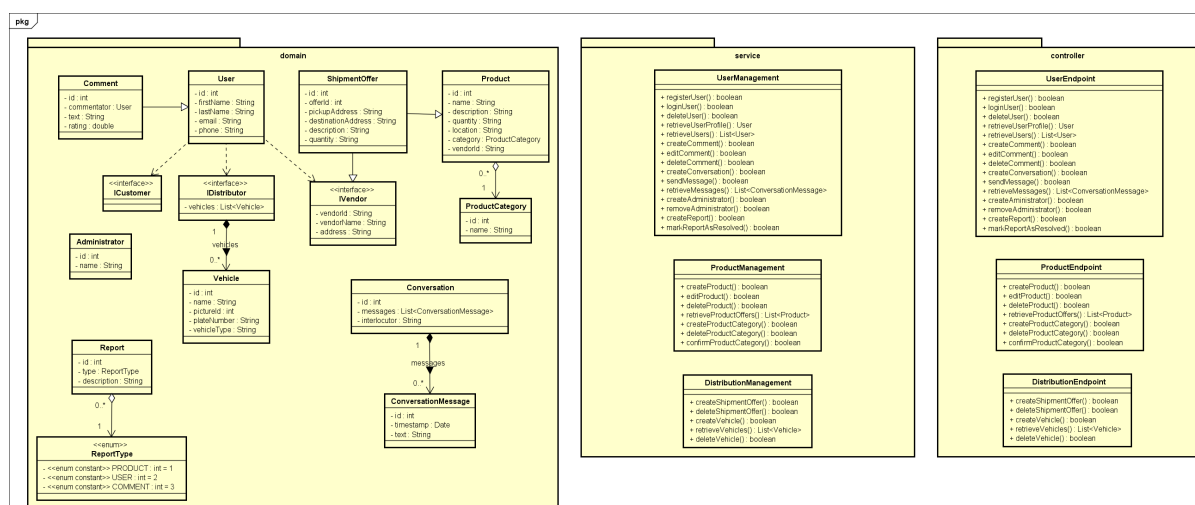 pkg
domain
Comment
- id : int
- commentator : User
- text : String
- rating : double
User
- id : int
- firstName : String
- lastName : String
- email : String
- phone : String
ShipmentOffer
- id : int
- offerId : int
- pickupAddress : String
- destinationAddress : String
- description : String
- quantity : String
Product
- id : int
- name : String
- description : String
- quantity : String
- location : String
- category : ProductCategory
- vendorId : String
<<interface>>
ICustomer
<<interface>>
IDistributor
- vehicles : List<Vehicle>
<<interface>>
IVendor
- vendorId : String
- vendorName : String
- address : String
0..*
1
ProductCategory
- id : int
- name : String
Administrator
- id : int
- name : String
1
vehicles
0..*
Vehicle
- id : int
- name : String
- pictureId : int
- plateNumber : String
- vehicleType : String
Conversation
- id : int
- messages : List<ConversationMessage>
- interlocutor : String
1
messages
0..*
ConversationMessage
- id : int
- timestamp : Date
- text : String
Report
- id : int
- type : ReportType
- description : String
0..*
1
<<enum>>
ReportType
- <<enum constant>> PRODUCT : int = 1
- <<enum constant>> USER : int = 2
- <<enum constant>> COMMENT : int = 3
service
UserManagement
+ registerUser() : boolean
+ loginUser() : boolean
+ deleteUser() : boolean
+ retrieveUserProfile() : User
+ retrieveUsers() : List<User>
+ createComment() : boolean
+ editComment() : boolean
+ deleteComment() : boolean
+ createConversation() : boolean
+ sendMessage() : boolean
+ retrieveMessages() : List<ConversationMessage>
+ createAdministrator() : boolean
+ removeAdministrator() : boolean
+ createReport() : boolean
+ markReportAsResolved() : boolean
ProductManagement
+ createProduct() : boolean
+ editProduct() : boolean
+ deleteProduct() : boolean
+ retrieveProductOffers() : List<Product>
+ createProductCategory() : boolean
+ deleteProductCategory() : boolean
+ confirmProductCategory() : boolean
DistributionManagement
+ createShipmentOffer() : boolean
+ deleteShipmentOffer() : boolean
+ createVehicle() : boolean
+ retrieveVehicles() : List<Vehicle>
+ deleteVehicle() : boolean
controller
UserEndpoint
+ registerUser() : boolean
+ loginUser() : boolean
+ deleteUser() : boolean
+ retrieveUserProfile() : User
+ retrieveUsers() : List<User>
+ createComment() : boolean
+ editComment() : boolean
+ deleteComment() : boolean
+ createConversation() : boolean
+ sendMessage() : boolean
+ retrieveMessages() : List<ConversationMessage>
+ createAministrator() : boolean
+ removeAdministrator() : boolean
+ createReport() : boolean
+ markReportAsResolved() : boolean
ProductEndpoint
+ createProduct() : boolean
+ editProduct() : boolean
+ deleteProduct() : boolean
+ retrieveProductOffers() : List<Product>
+ createProductCategory() : boolean
+ deleteProductCategory() : boolean
+ confirmProductCategory() : boolean
DistributionEndpoint
+ createShipmentOffer() : boolean
+ deleteShipmentOffer() : boolean
+ createVehicle() : boolean
+ retrieveVehicles() : List<Vehicle>
+ deleteVehicle() : boolean